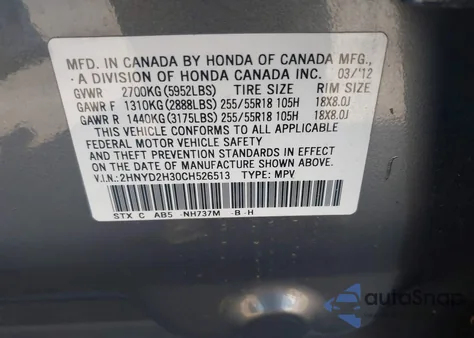 MFD. IN CANADA BY HONDA OF CANADA MFG.,
A DIVISION OF HONDA CANADA INC. 03/'12
GVWR 2700KG(5952LBS) TIRE SIZE RIM SIZE
GAWR F 1310KG(2888LBS) 255/55R18 105H 18X8.0J
GAWR R 1440KG(3175LBS) 255/55R18 105H 18X8.0J
THIS VEHICLE CONFORMS TO ALL APPLICABLE
FEDERAL MOTOR VEHICLE SAFETY, BUMPER,
AND THEFT PREVENTION STANDARDS IN EFFECT
ON THE DATE OF MANUFACTURE SHOWN ABOVE.
V.I.N.: 2HNYD2H30CH526513 TYPE: MPV
STX C AB5 NH737M -B -H
autoSnap